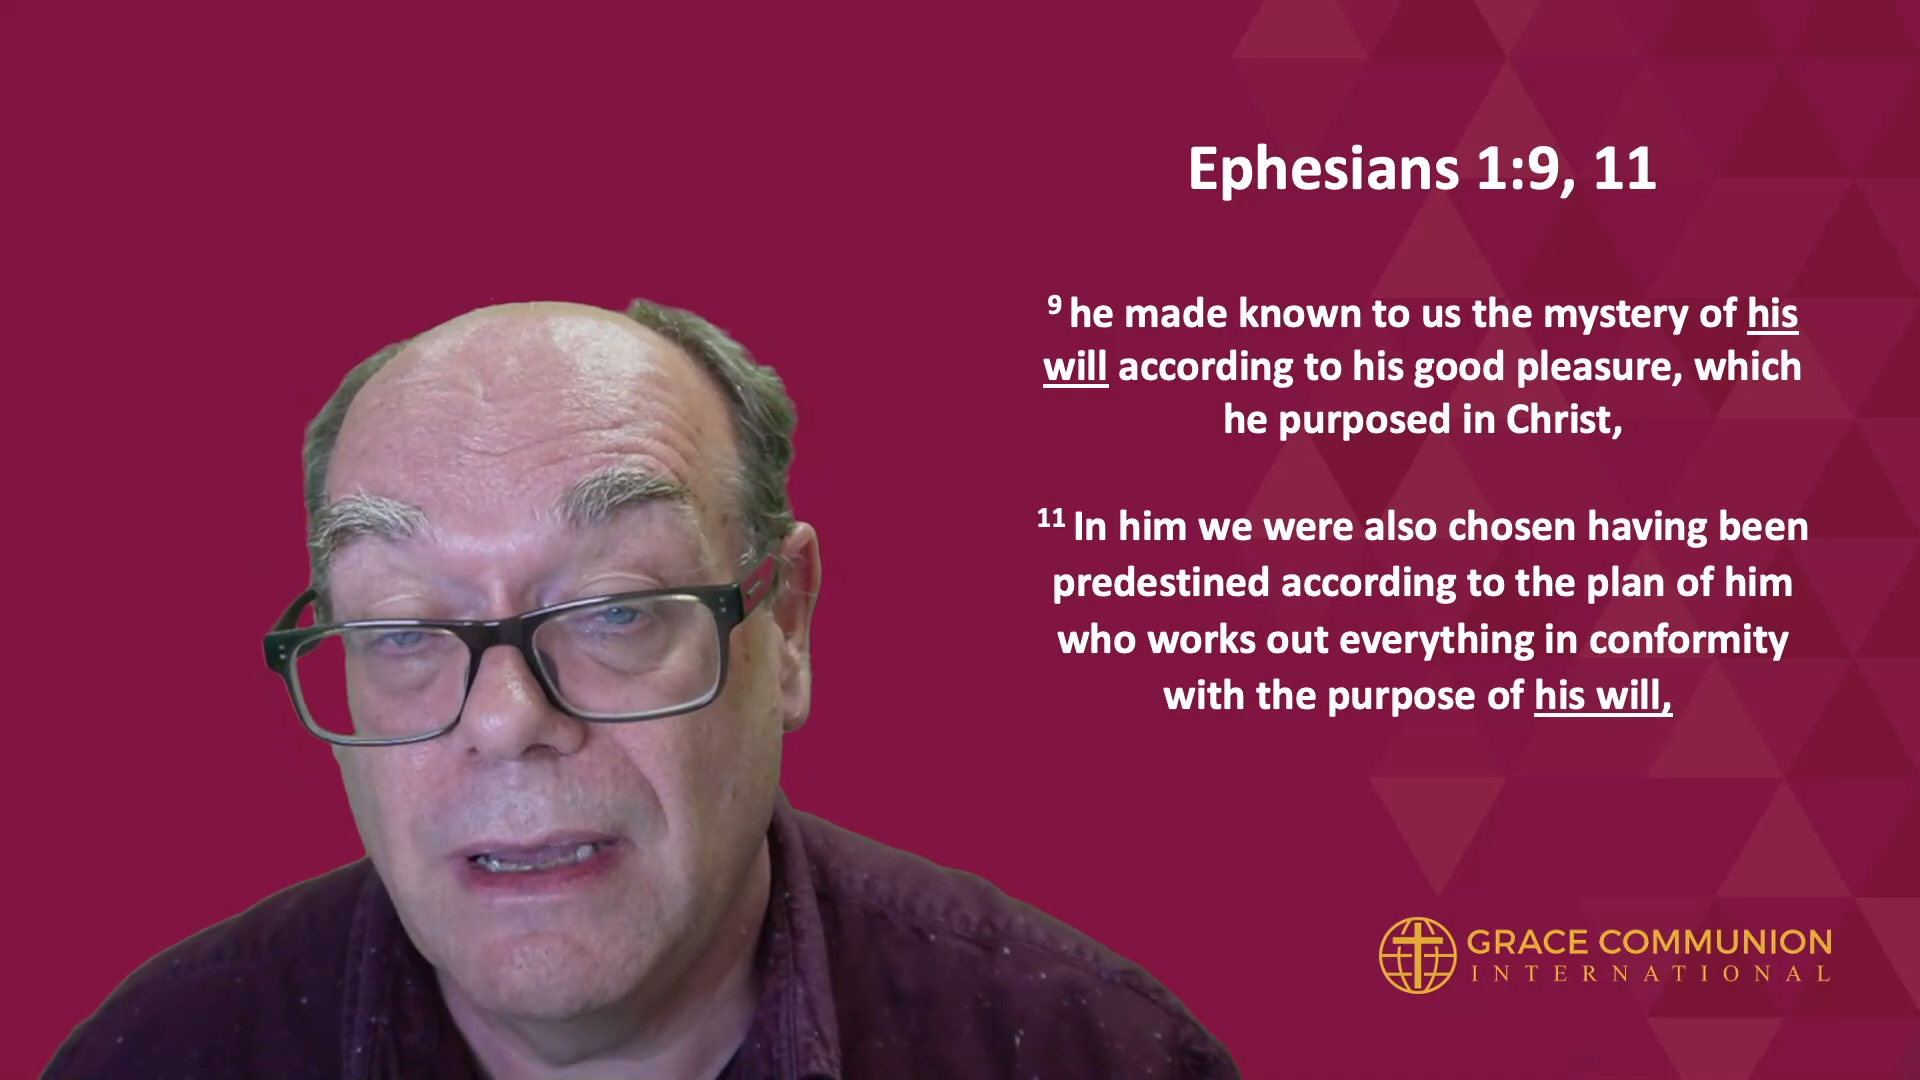 Ephesians 1:9, 11
9 he made known to us the mystery of his
will according to his good pleasure, which
he purposed in Christ,
11 In him we were also chosen having been
predestined according to the plan of him
who works out everything in conformity
with the purpose of his will,
GRACE COMMUNION
INTERNATIONAL